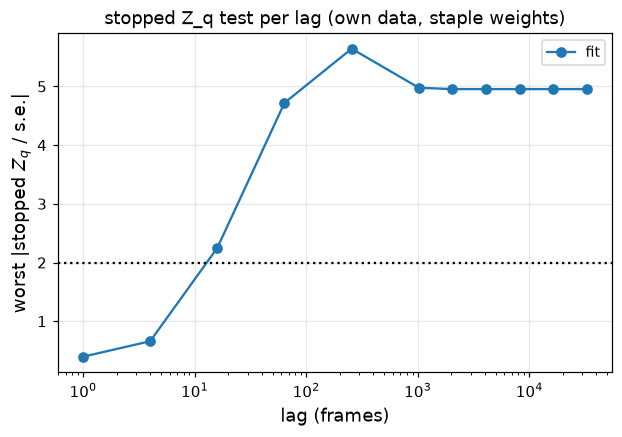 stopped Z_q test per lag (own data, staple weights)
fit
worst |stopped Z_q / s.e.|
5
4
3
2
1
10^0
10^1
10^2
10^3
10^4
lag (frames)